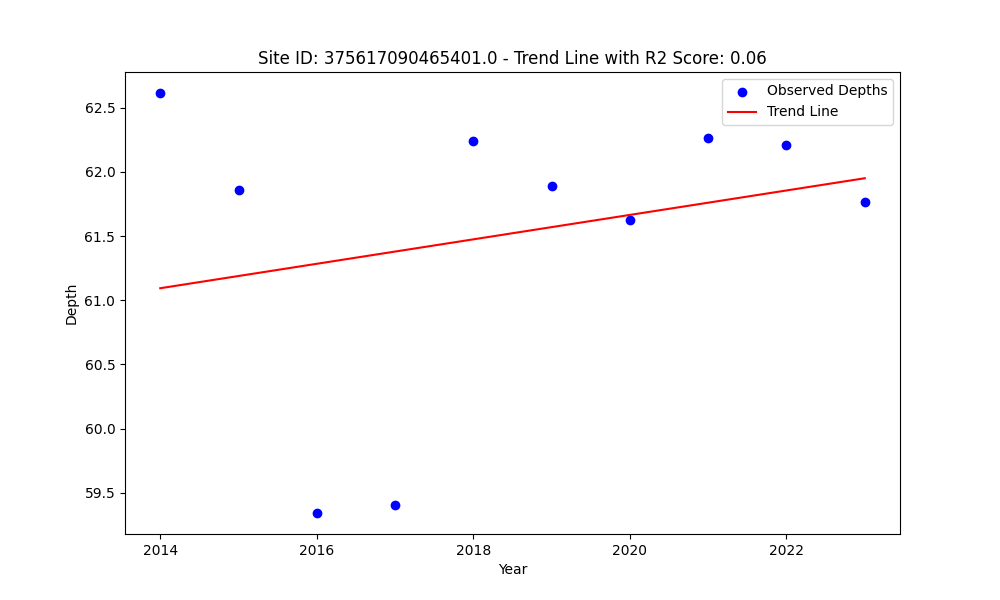 Site ID: 375617090465401.0 - Trend Line with R2 Score: 0.06
Observed Depths
Trend Line
62.5
62.0
61.5
61.0
60.5
60.0
59.5
Depth
2014
2016
2018
2020
2022
Year